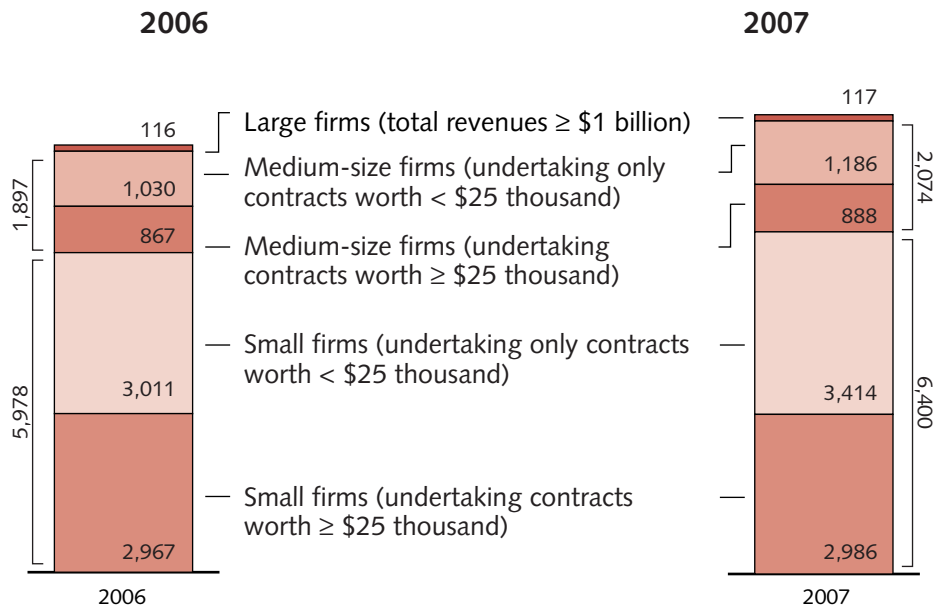 2006
2007
116
117
Large firms (total revenues ≥ $1 billion)
Medium-size firms (undertaking only
contracts worth < $25 thousand)
1,030
1,186
1,897
2,074
867
888
Medium-size firms (undertaking
contracts worth ≥ $25 thousand)
Small firms (undertaking only contracts
worth < $25 thousand)
3,011
3,414
5,978
6,400
Small firms (undertaking contracts
worth ≥ $25 thousand)
2,967
2,986
2006
2007